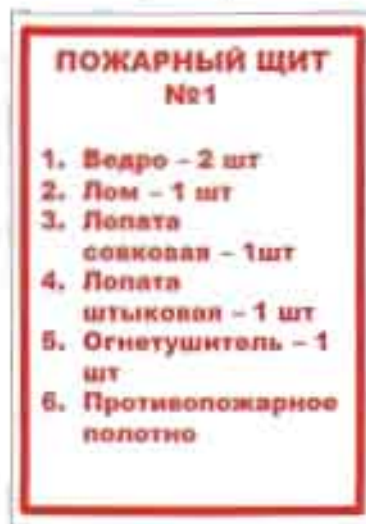 ПОЖАРНЫЙ ЩИТ
№1
1. Ведро – 2 шт
2. Лом – 1 шт
3. Лопата
совковая – 1шт
4. Лопата
штыковая – 1 шт
5. Огнетушитель – 1
шт
6. Противопожарное
полотно